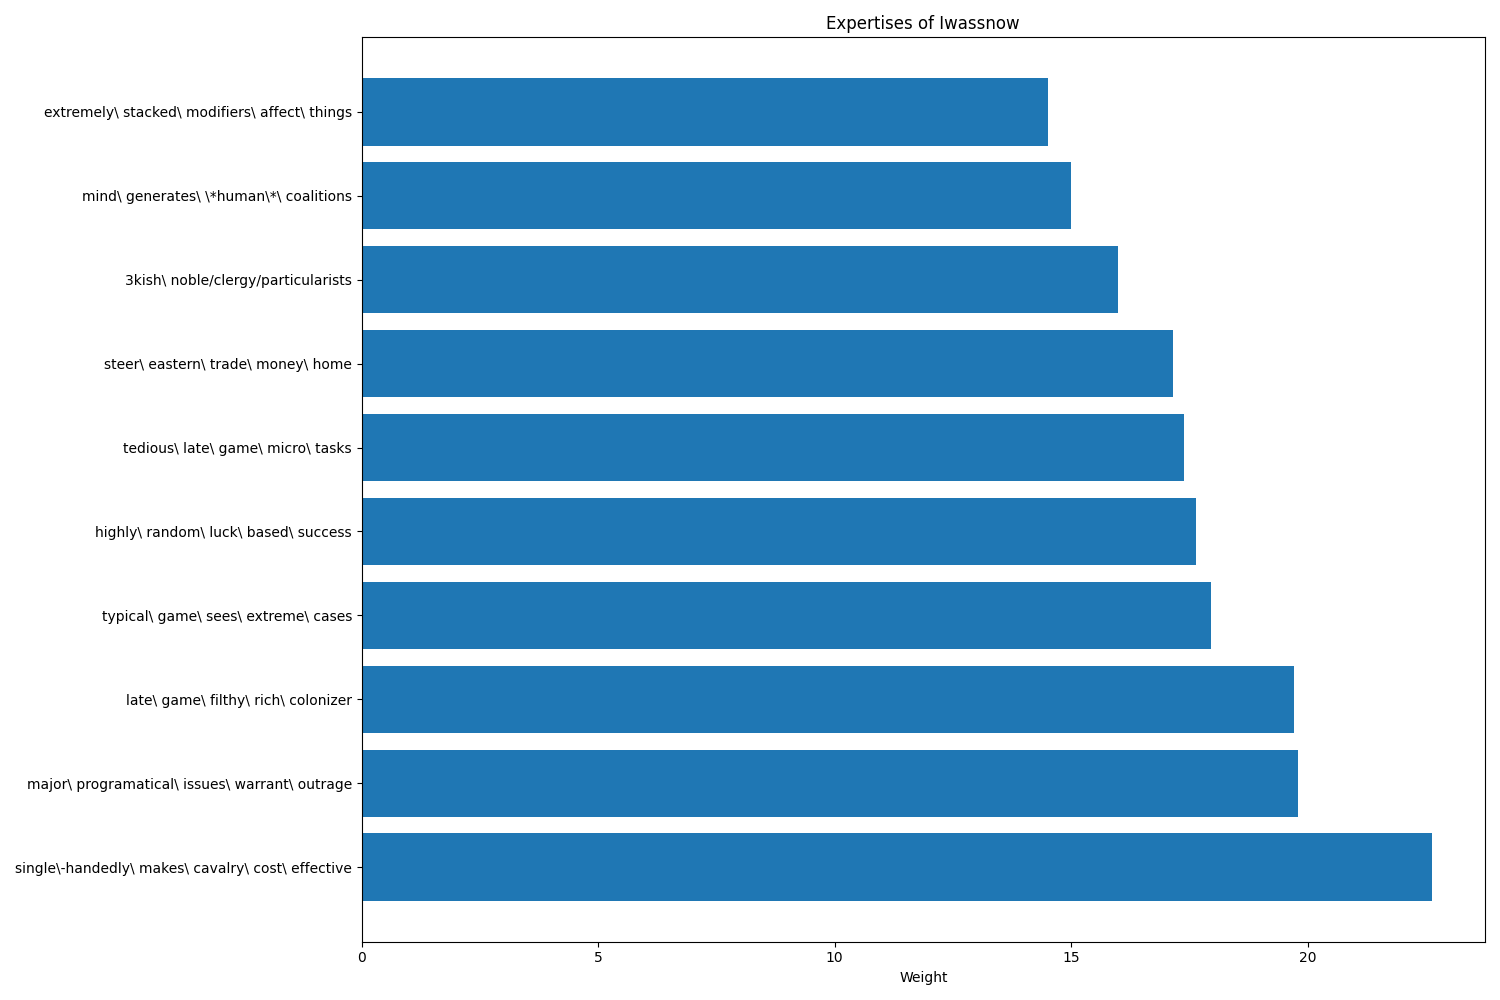 Expertises of Iwassnow
extremely\ stacked\ modifiers\ affect\ things
mind\ generates\ \*human\*\ coalitions
3kish\ noble/clergy/particularists
steer\ eastern\ trade\ money\ home
tedious\ late\ game\ micro\ tasks
highly\ random\ luck\ based\ success
typical\ game\ sees\ extreme\ cases
late\ game\ filthy\ rich\ colonizer
major\ programatical\ issues\ warrant\ outrage
single\-handedly\ makes\ cavalry\ cost\ effective
0 5 10 15 20
Weight